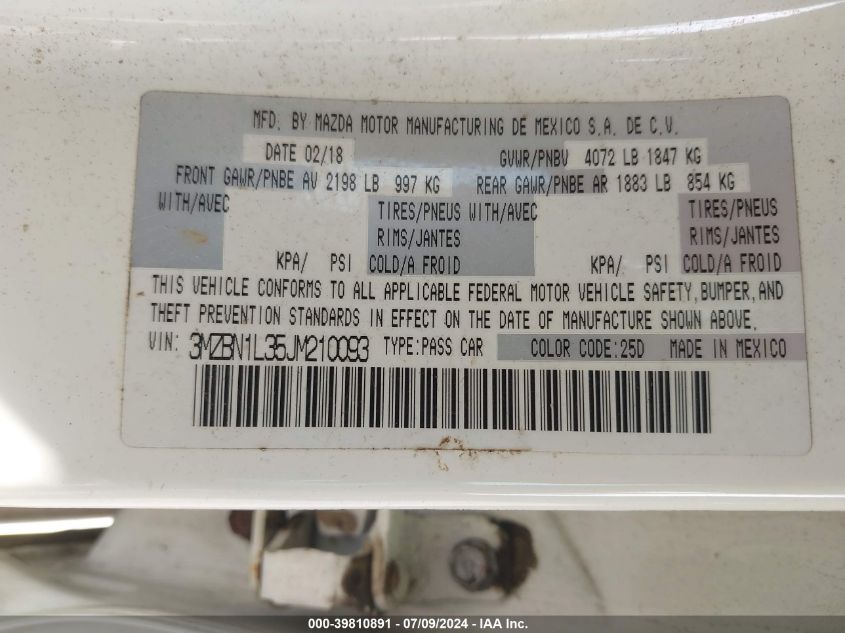 MFD. BY MAZDA MOTOR MANUFACTURING DE MEXICO S.A. DE C.V.
DATE 02/18 GVWR/PNBV 4072 LB 1847 KG
FRONT GAWR/PNBE AV 2198 LB 997 KG REAR GAWR/PNBE AR 1883 LB 854 KG
WITH/AVEC TIRES/PNEUS WITH/AVEC TIRES/PNEUS
RIMS/JANTES RIMS/JANTES
KPA/ PSI COLD/A FROID KPA/ PSI COLD/A FROID
THIS VEHICLE CONFORMS TO ALL APPLICABLE FEDERAL MOTOR VEHICLE SAFETY, BUMPER, AND
THEFT PREVENTION STANDARDS IN EFFECT ON THE DATE OF MANUFACTURE SHOWN ABOVE.
VIN: 3MZBN1L35JM210093 TYPE:PASS CAR COLOR CODE:25D MADE IN MEXICO
000-39810891 / 07/09/2024 - IAA Inc.